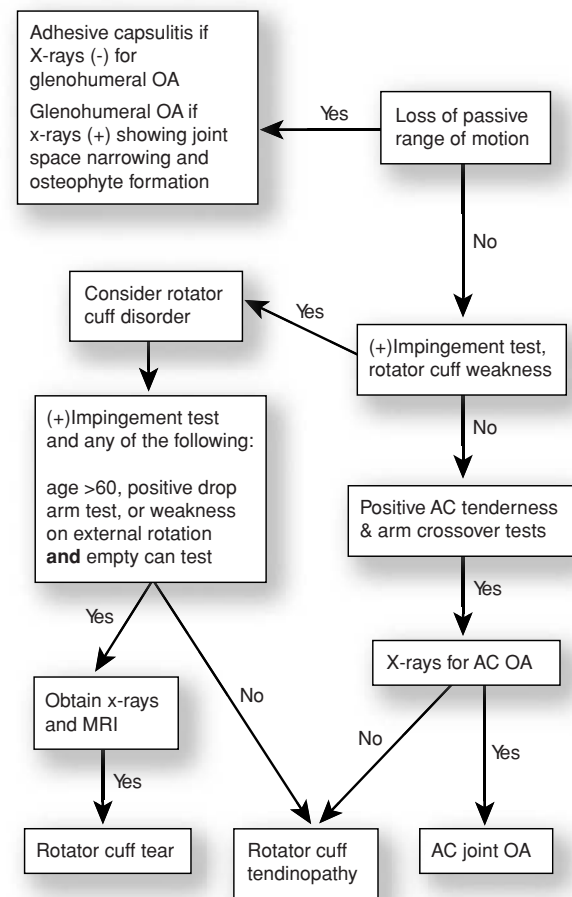 Adhesive capsulitis if
X-rays (-) for
glenohumeral OA
Glenohumeral OA if
x-rays (+) showing joint
space narrowing and
osteophyte formation
Yes
Loss of passive
range of motion
No
Consider rotator
cuff disorder
Yes
(+)Impingement test,
rotator cuff weakness
(+)Impingement test
and any of the following:
age >60, positive drop
arm test, or weakness
on external rotation
and empty can test
No
Positive AC tenderness
& arm crossover tests
Yes
Yes
X-rays for AC OA
Obtain x-rays
and MRI
No
No
Yes
Yes
Rotator cuff tear
Rotator cuff
tendinopathy
AC joint OA